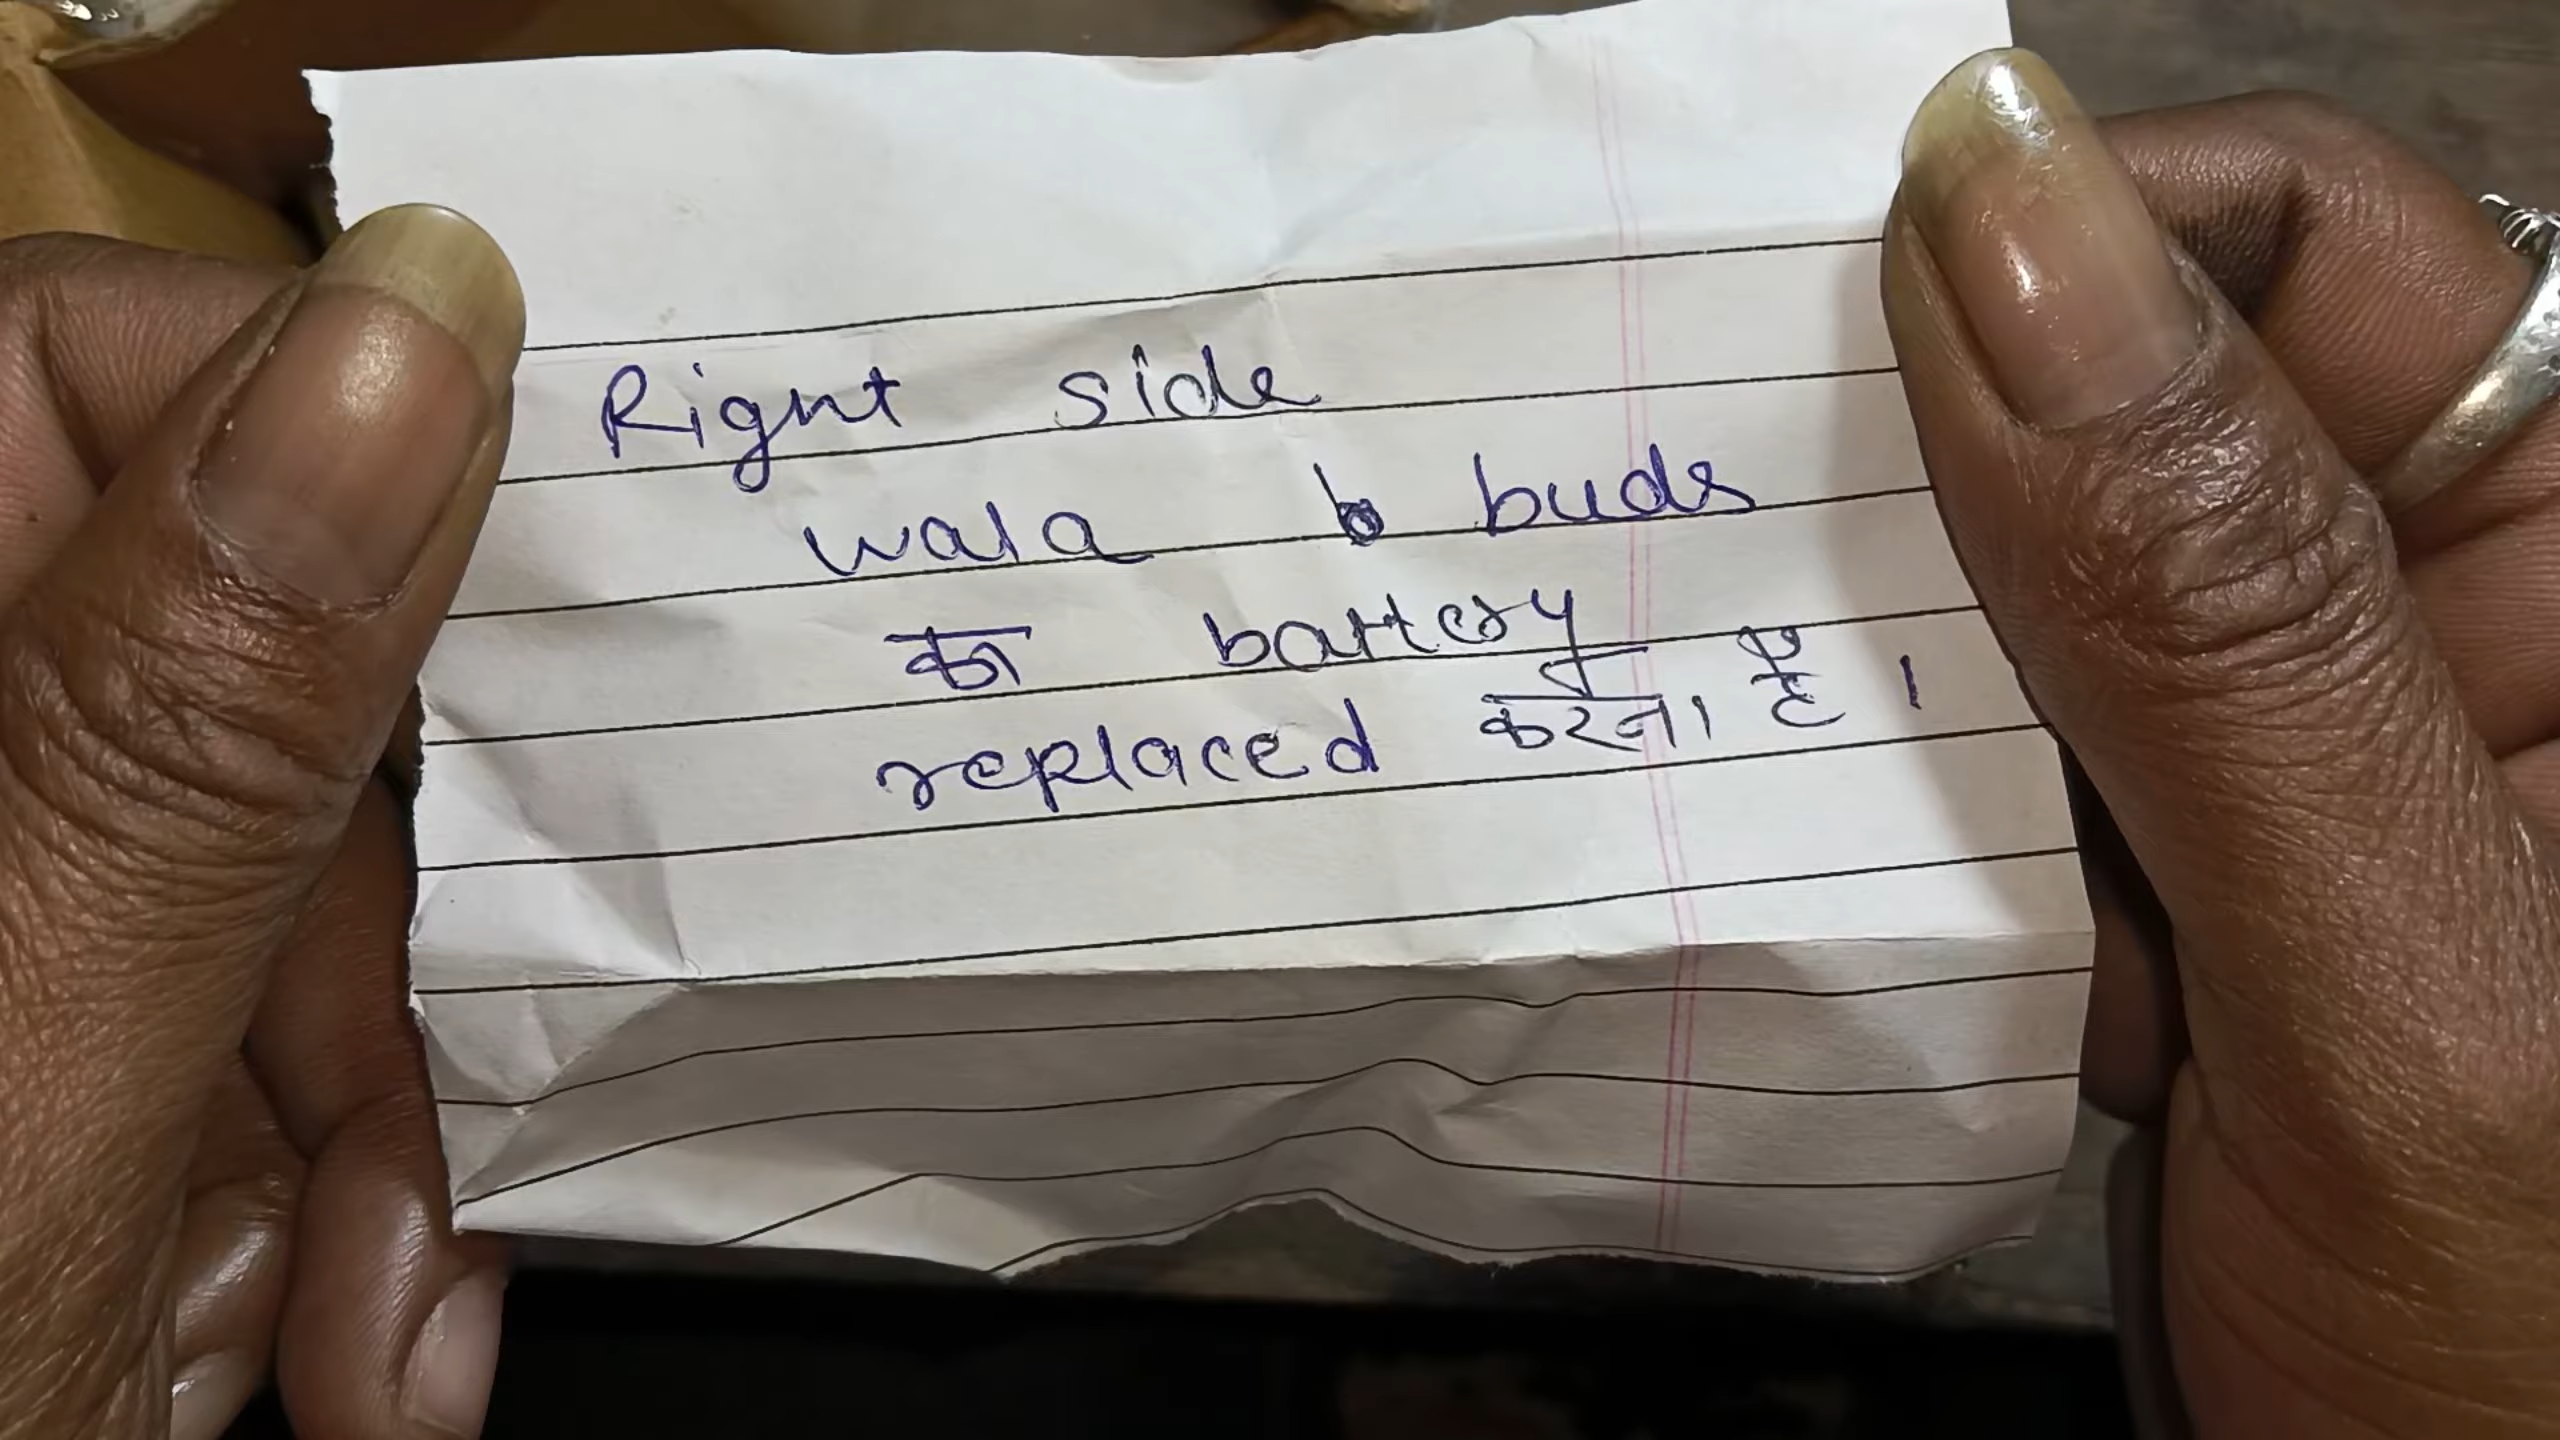 Right side
wala b buds
का battery
replaced करना है ।